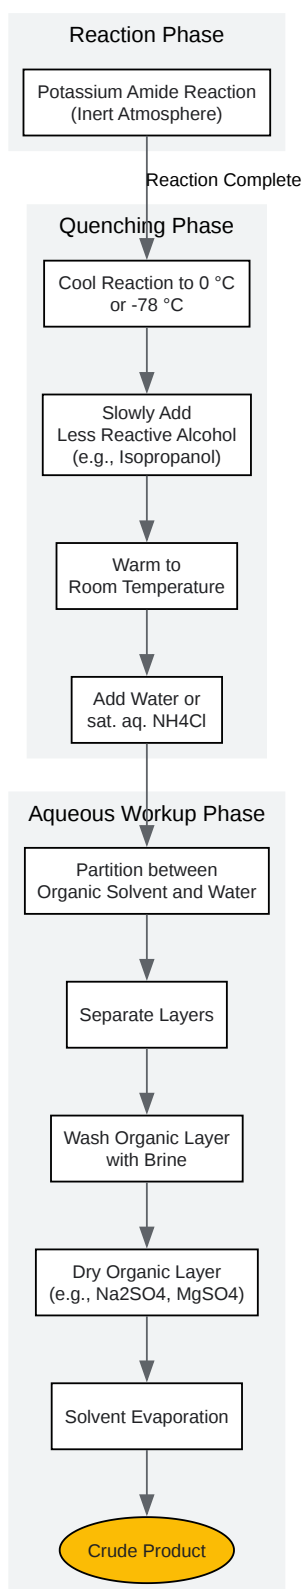 Reaction Phase
Potassium Amide Reaction
(Inert Atmosphere)
Reaction Complete
Quenching Phase
Cool Reaction to 0 °C
or -78 °C
Slowly Add
Less Reactive Alcohol
(e.g., Isopropanol)
Warm to
Room Temperature
Add Water or
sat. aq. NH4Cl
Aqueous Workup Phase
Partition between
Organic Solvent and Water
Separate Layers
Wash Organic Layer
with Brine
Dry Organic Layer
(e.g., Na2SO4, MgSO4)
Solvent Evaporation
Crude Product